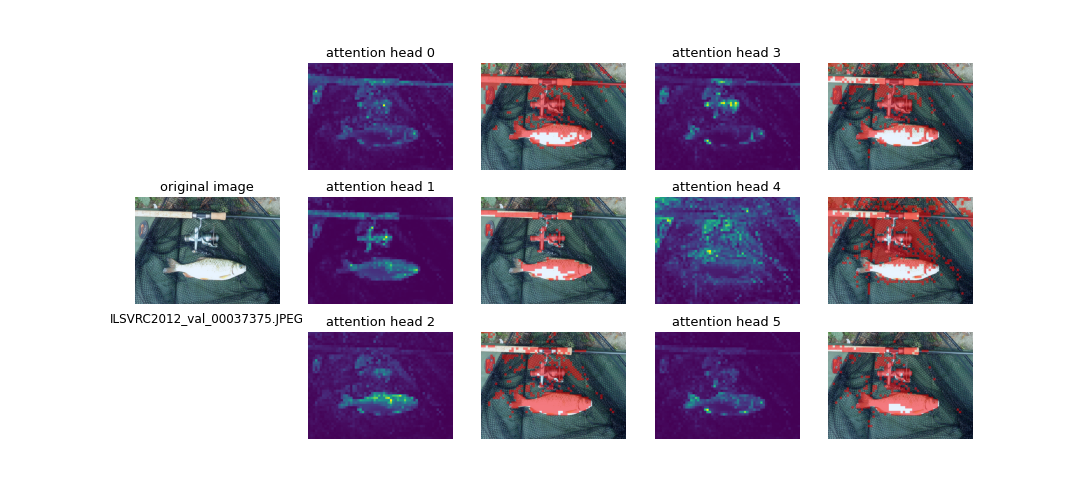 attention head 0
attention head 3
original image
attention head 1
attention head 4
ILSVRC2012_val_00037375.JPEG
attention head 2
attention head 5